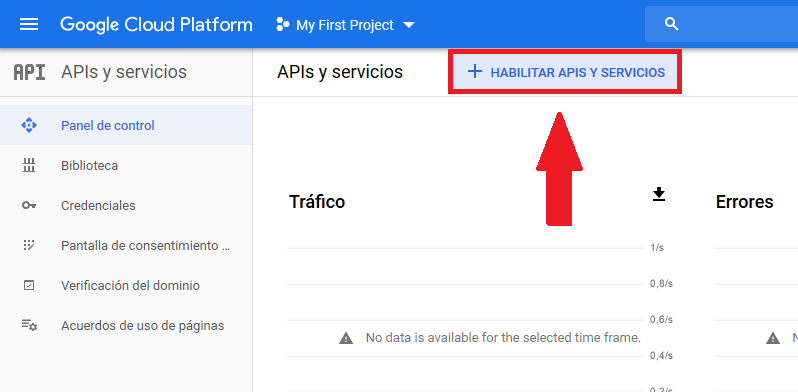 Google Cloud Platform
My First Project
API
APIs y servicios
APIs y servicios
HABILITAR APIS Y SERVICIOS
Panel de control
Biblioteca
Credenciales
Pantalla de consentimiento ...
Verificación del dominio
Acuerdos de uso de páginas
Tráfico
Errores
1/s
0,8/s
0,6/s
No data is available for the selected time frame.
0,4/s
0,2/s